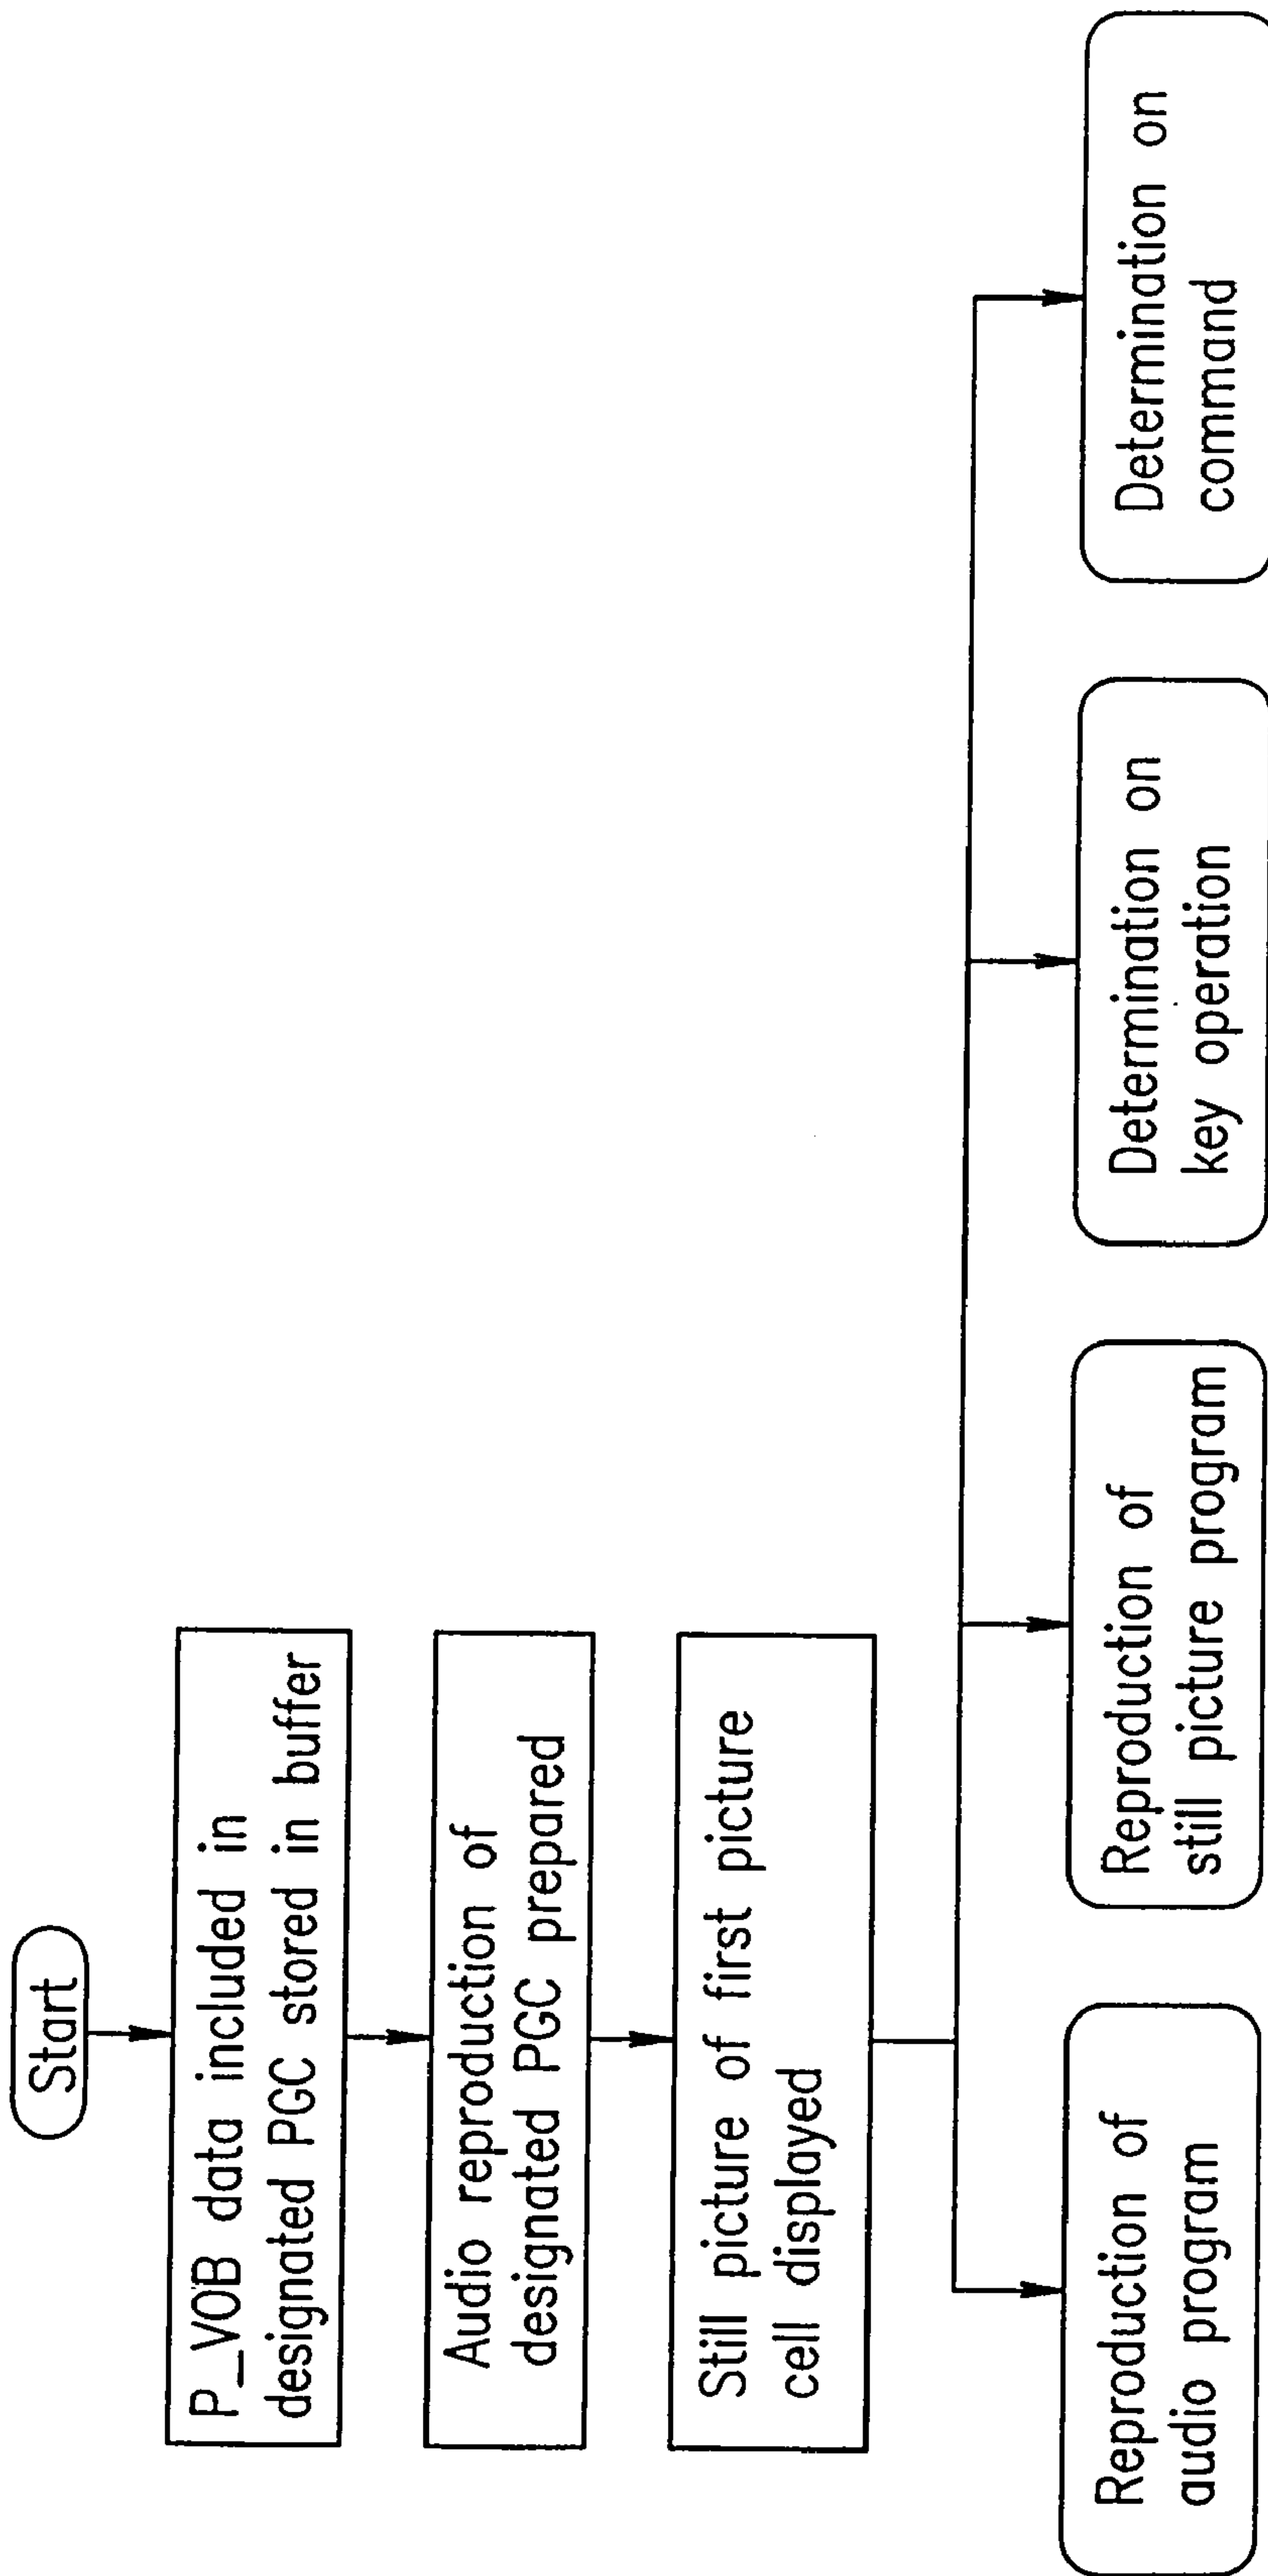 Start
P_VOB data included in
designated PGC stored in buffer
Audio reproduction of
designated PGC prepared
Still picture of first picture
cell displayed
Reproduction of
audio program
Reproduction of
still picture program
Determination on
key operation
Determination on
command